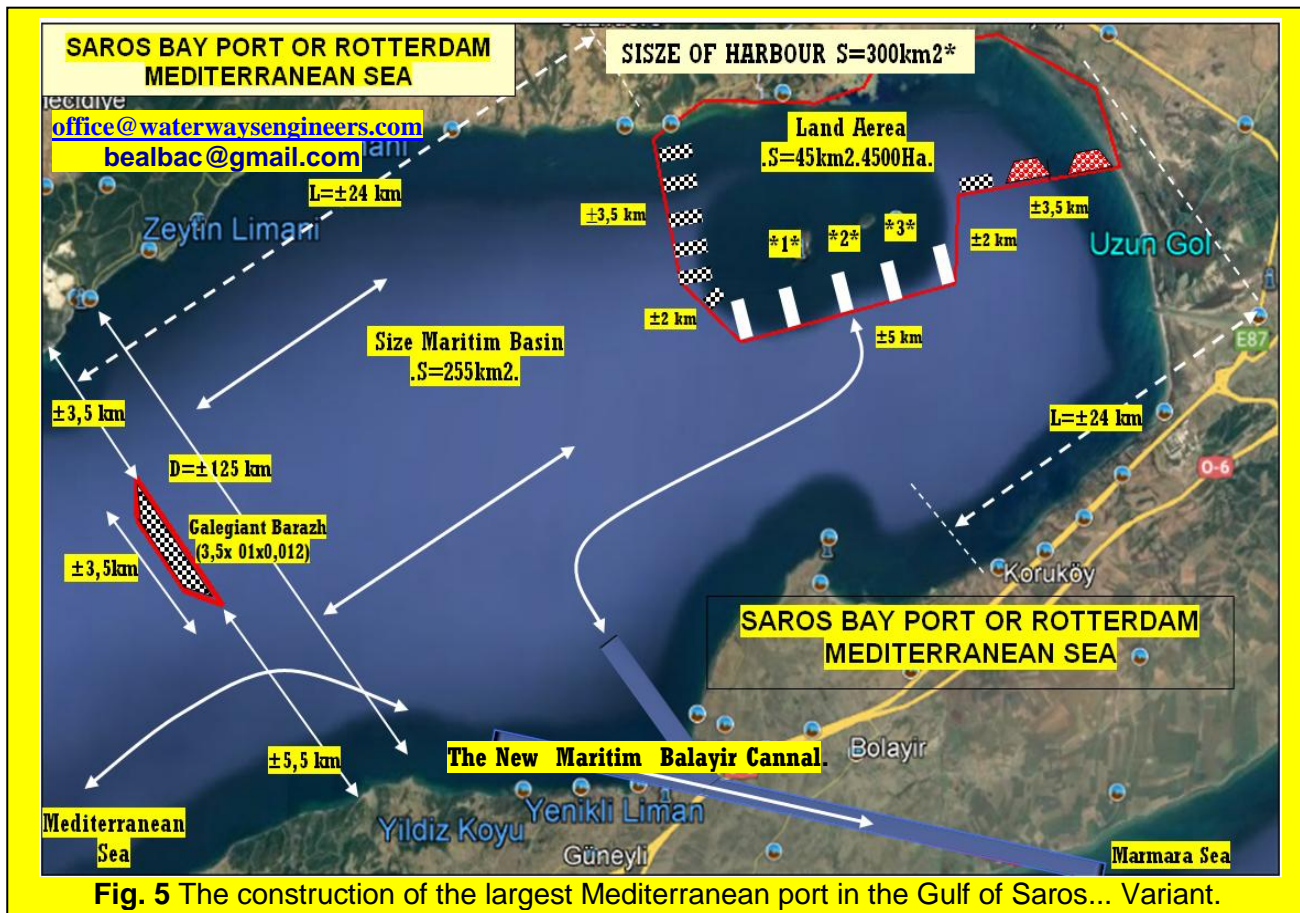 SAROS BAY PORT OR ROTTERDAM
MEDITERRANEAN SEA
SISZE OF HARBOUR S=300km2*
office@waterwaysengineers.com
bealbac@gmail.com
Land Aerea
.S=45km2.4500Ha.
L=±24 km
Zeytin Limani
±3,5 km
*1*
*2*
*3*
±3,5 km
±2 km
Uzun Gol
±2 km
±5 km
Size Maritim Basin
.S=255km2.
E87
±3,5 km
L=±24 km
D=±125 km
O-6
Galegiant Barazh
(3,5x 01x0,012)
±3,5km
Koruköy
SAROS BAY PORT OR ROTTERDAM
MEDITERRANEAN SEA
±5,5 km
The New Maritim Balayir Cannal.
Bolayir
Yenikli Liman
Mediterranean
Sea
Yildiz Koyu
Güneyli
Marmara Sea
Fig. 5 The construction of the largest Mediterranean port in the Gulf of Saros... Variant.